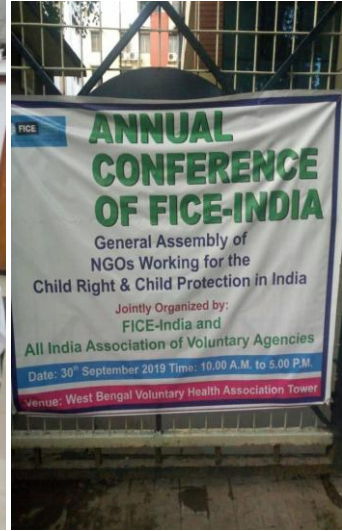 FICE
ANNUAL
CONFERENCE
OF FICE-INDIA
General Assembly of
NGOs Working for the
Child Right & Child Protection in India
Jointly Organized by:
FICE-India and
All India Association of Voluntary Agencies
Date: 30th September 2019 Time: 10.00 A.M. to 5.00 P.M.
Venue: West Bengal Voluntary Health Association Tower